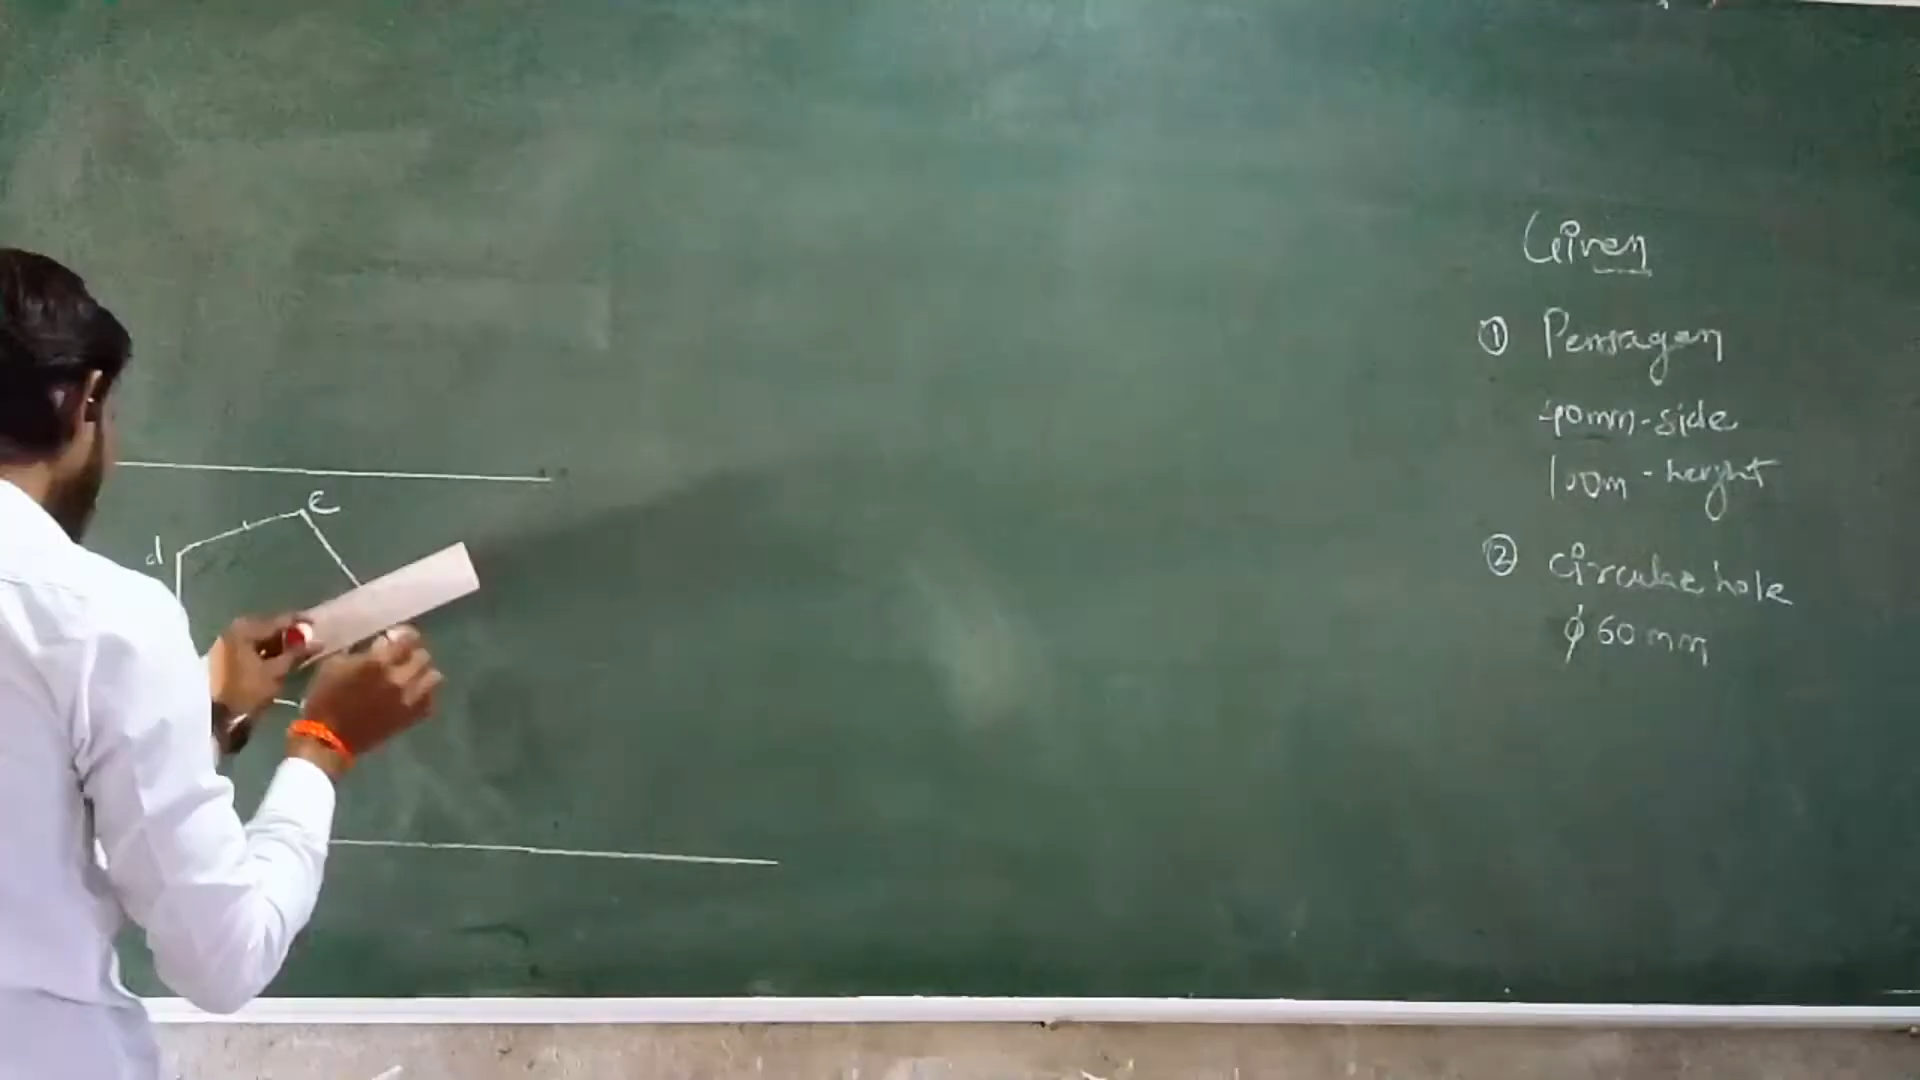 Given
① Pentagon
40mm-side
100m-height
② circular hole
ϕ 60mm
e
d